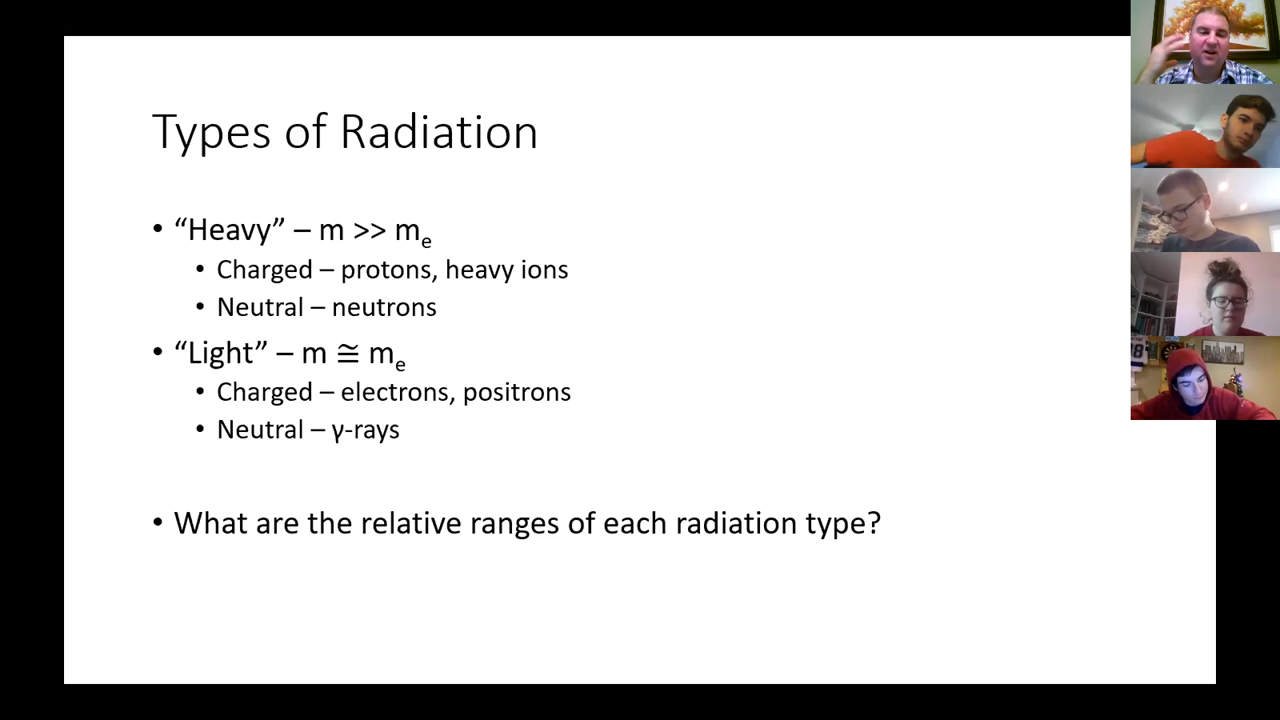 Types of Radiation
• “Heavy” – m >> mₑ
• Charged – protons, heavy ions
• Neutral – neutrons
• “Light” – m ≅ mₑ
• Charged – electrons, positrons
• Neutral – γ-rays
• What are the relative ranges of each radiation type?